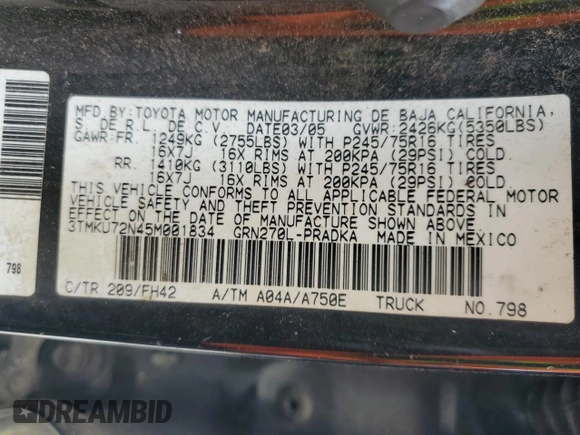 MFD. BY: TOYOTA MOTOR MANUFACTURING DE BAJA CALIFORNIA,
S. DE R.L. DE C.V. DATE 03/05 GVWR: 2426KG(5350LBS)
GAWR: FR. 1249KG (2755LBS) WITH P245/75R16 TIRES
16X7J 16X RIMS AT 200KPA (29PSI) COLD
RR. 1410KG (3110LBS) WITH P245/75R16 TIRES
16X7J 16X RIMS AT 200KPA (29PSI) COLD
THIS VEHICLE CONFORMS TO ALL APPLICABLE FEDERAL MOTOR
VEHICLE SAFETY AND THEFT PREVENTION STANDARDS IN
EFFECT ON THE DATE OF MANUFACTURE SHOWN ABOVE.
3TMKU72N45M001834 GRN270L-PRADKA MADE IN MEXICO
C/TR 209/FH42 A/TM A04A/A750E TRUCK NO. 798
798
DREAMBID